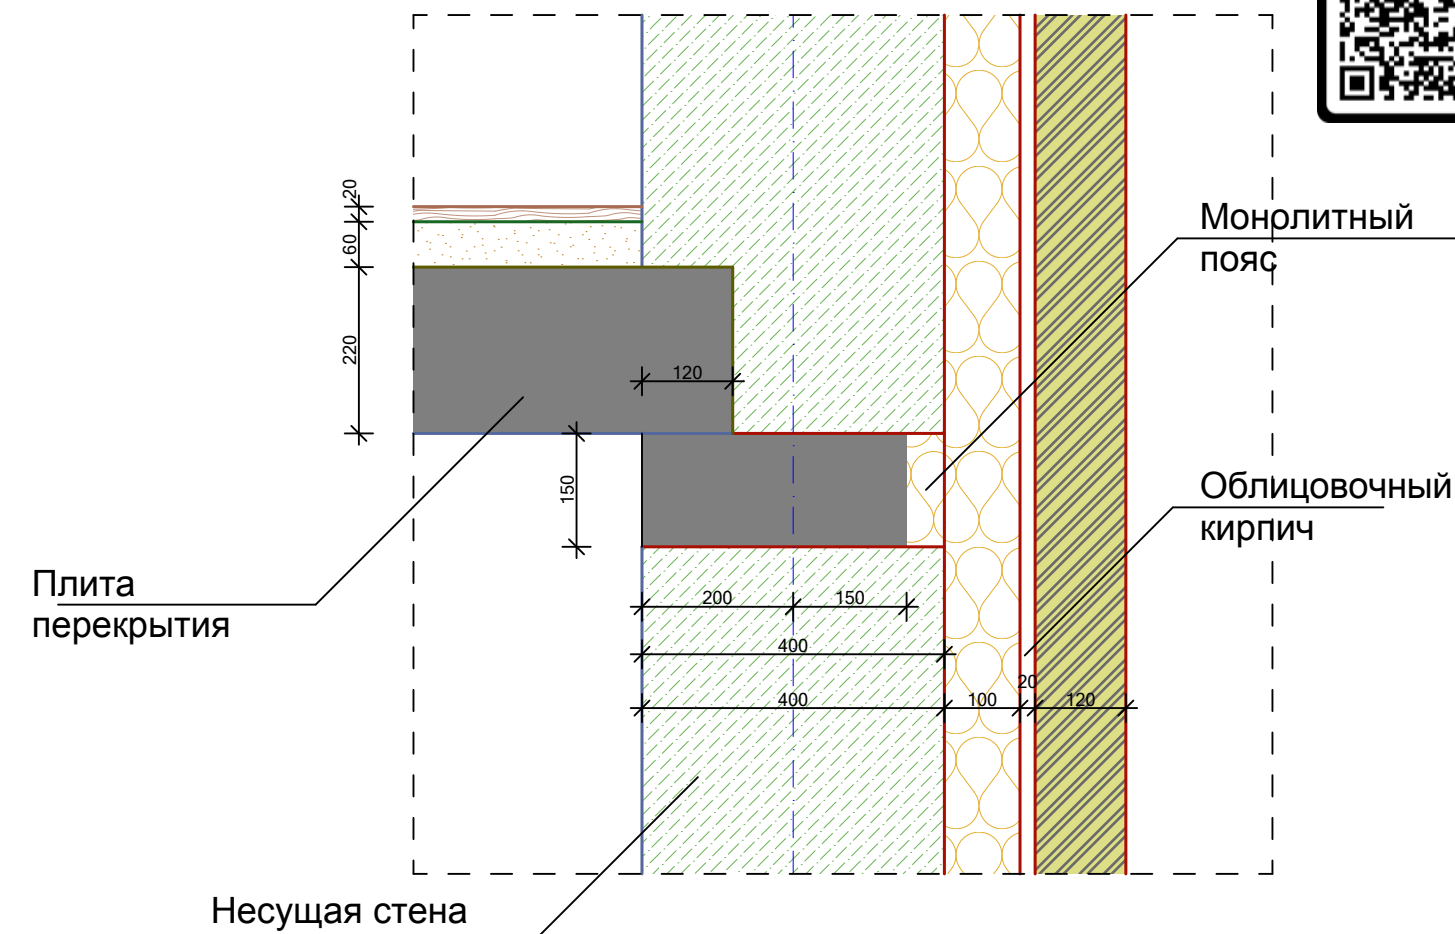 20
Монолитный
пояс
60
220
120
150
Облицовочный
кирпич
Плита
перекрытия
200
150
400
20
400
100
120
Несущая стена